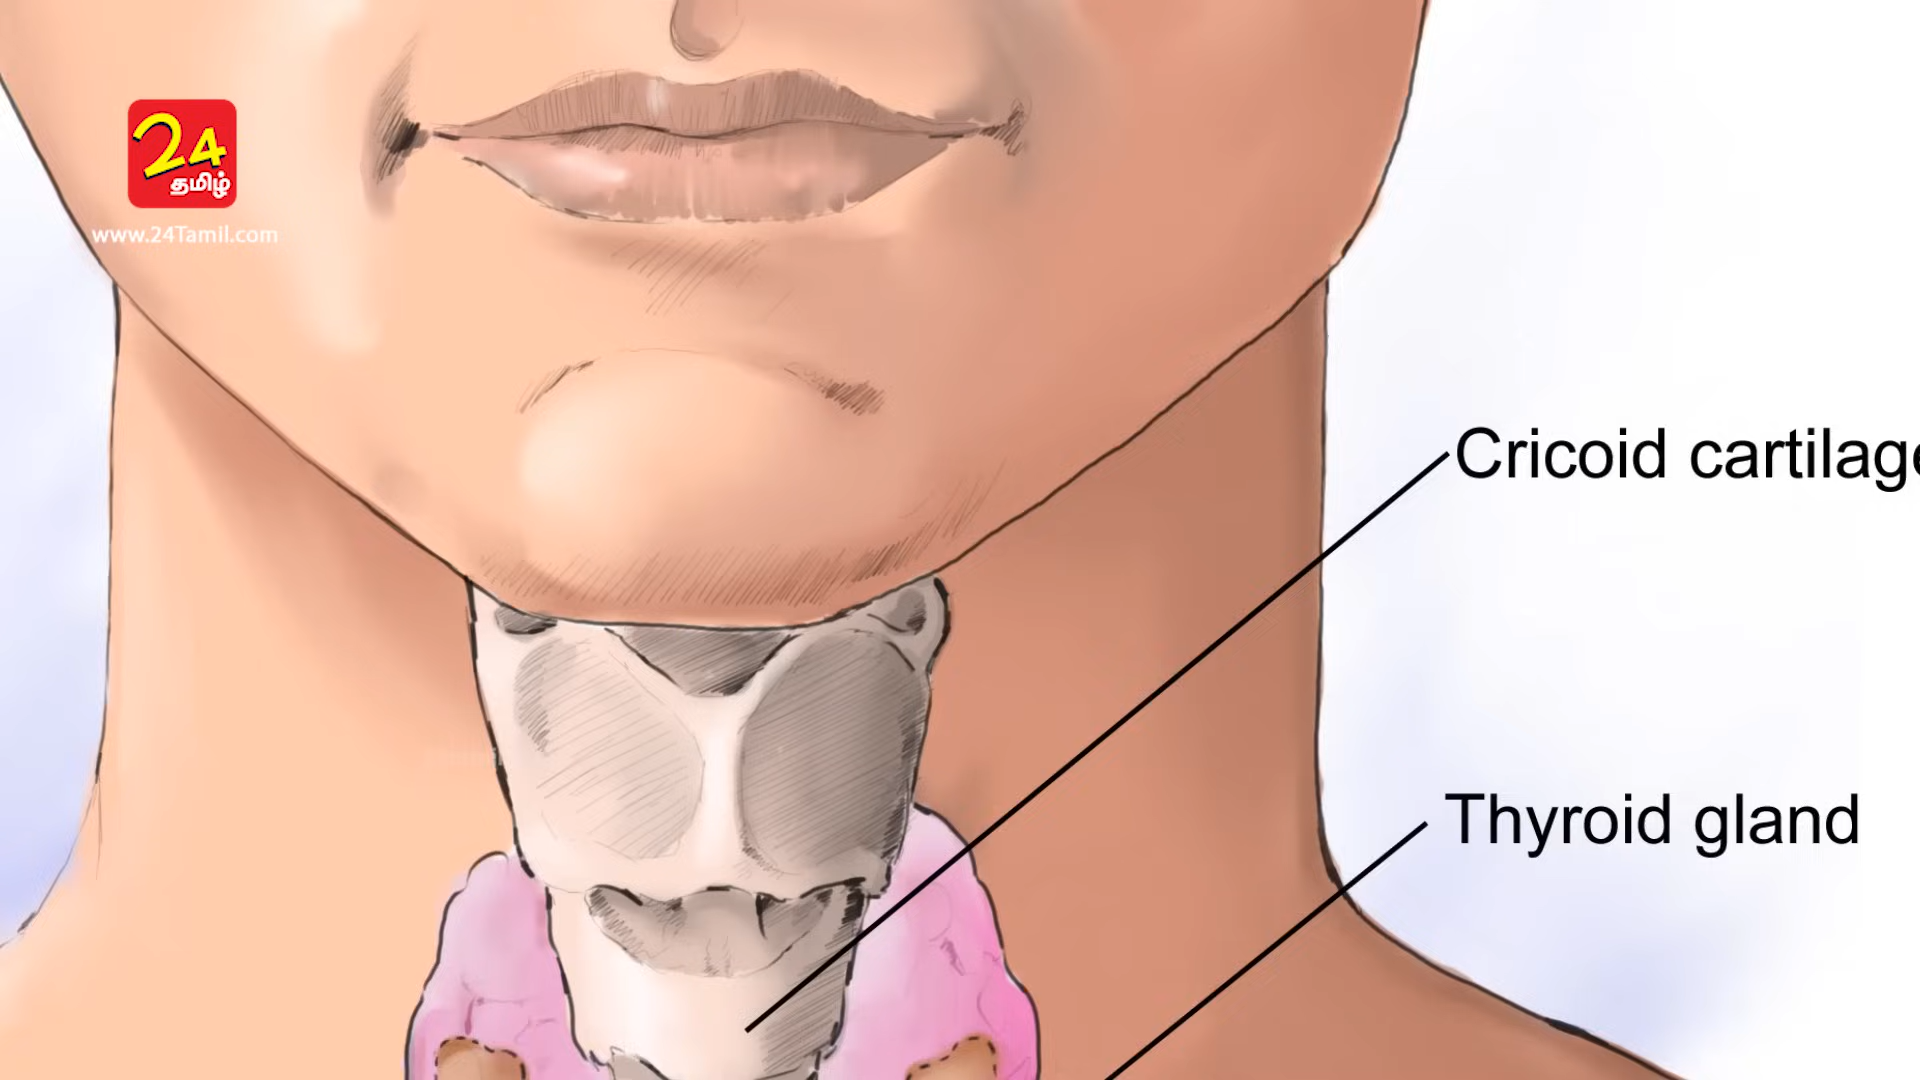 24
தமிழ்
www.24Tamil.com
Cricoid cartilage
Thyroid gland